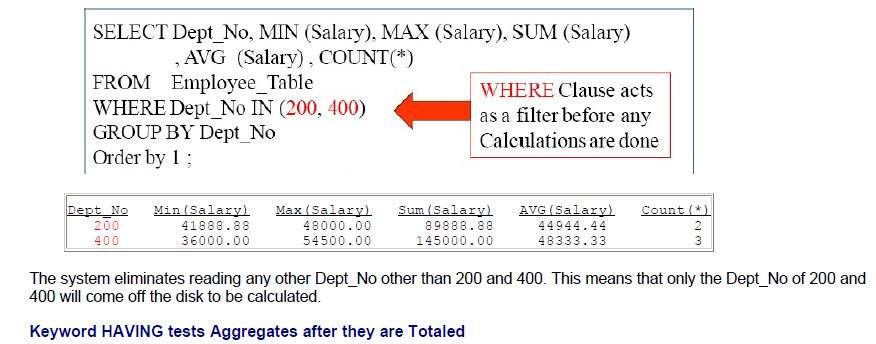 SELECT Dept_No, MIN (Salary), MAX (Salary), SUM (Salary)
, AVG (Salary) , COUNT(*)
FROM Employee_Table
WHERE Dept_No IN (200, 400)
GROUP BY Dept_No
Order by 1 ;
WHERE Clause acts
as a filter before any
Calculations are done
Dept_No Min(Salary) Max(Salary) Sum(Salary) AVG(Salary) Count(*)
200 41888.88 48000.00 89888.88 44944.44 2
400 36000.00 54500.00 145000.00 48333.33 3
The system eliminates reading any other Dept_No other than 200 and 400. This means that only the Dept_No of 200 and
400 will come off the disk to be calculated.
Keyword HAVING tests Aggregates after they are Totaled